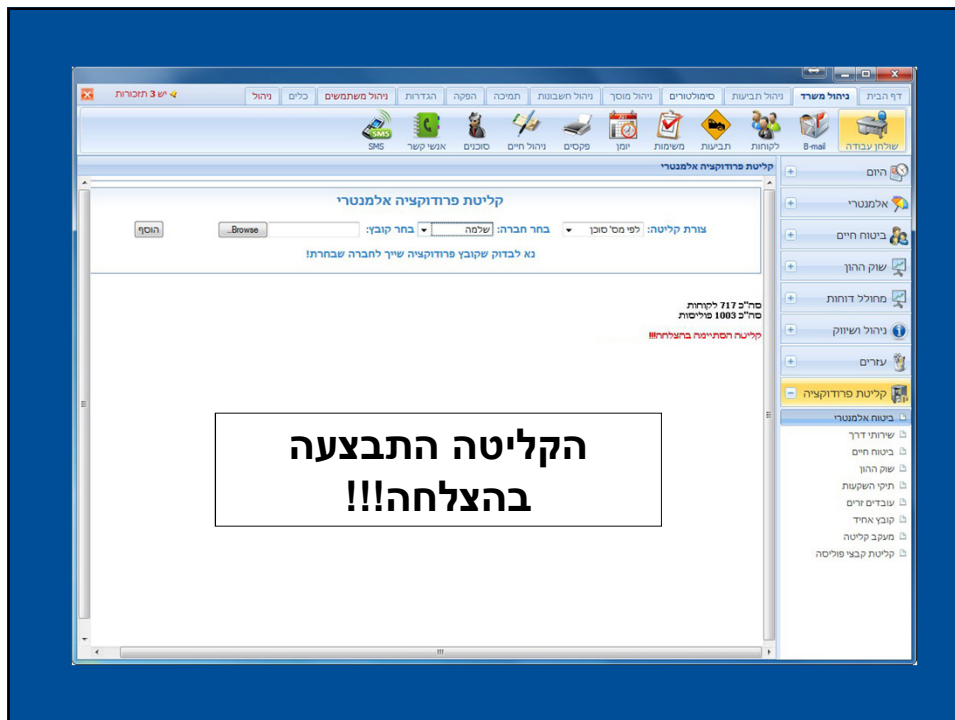 יש 3 תזכורות
דף הבית ניהול משרד ניהול תביעות סימולטורים ניהול מוסך ניהול חשבונות תמיכה הפקה הגדרות ניהול משתמשים כלים ניהול
שולחן עבודה B-mail לקוחות תביעות משימות יומן פקסים ניהול חיים סוכנים אנשי קשר SMS
היום
אלמנטרי
ביטוח חיים
שוק ההון
מחולל דוחות
ניהול ושיווק
עזרים
קליטת פרודוקציה
ביטוח אלמנטרי
שירותי דרך
ביטוח חיים
שוק ההון
תיקי השקעות
עובדים זרים
קובץ אחיד
מעקב קליטה
קליטת קבצי פוליסה
קליטת פרודוקציה אלמנטרי
קליטת פרודוקציה אלמנטרי
צורת קליטה: לפי מס' סוכן בחר חברה: שלמה בחר קובץ: Browse... הוסף
נא לבדוק שקובץ פרודוקציה שייך לחברה שבחרת!
סה"כ 717 לקוחות
סה"כ 1003 פוליסות
קליטה הסתיימה בהצלחה!!!
הקליטה התבצעה
בהצלחה!!!